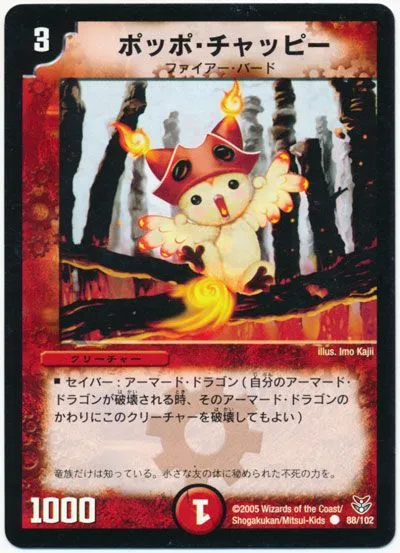 3
ポッポ・チャッピー
ファイアー・バード
illus. Imo Kajii
クリーチャー
■ セイバー：アーマード・ドラゴン（自分のアーマード・
ドラゴンが破壊される時、そのアーマード・ドラゴンの
かわりにこのクリーチャーを破壊してもよい）
竜族だけは知っている。小さな友の体に秘められた不死の力を。
1000
1
©2005 Wizards of the Coast/
Shogakukan/Mitsui-Kids ● 88/102